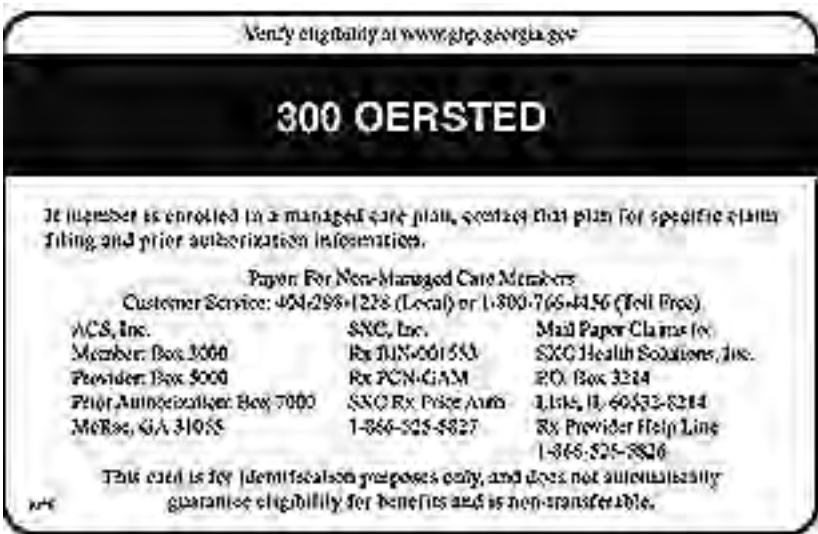 Verify eligibility at www.ghp.georgia.gov
300 OERSTED
If member is enrolled in a managed care plan, contact that plan for specific claim
filing and prior authorization information.
Payor: For Non-Managed Care Members
Customer Service: 404-298-1228 (Local) or 1-800-766-4456 (Toll Free)
ACS, Inc.
Member: Box 3000
Provider: Box 5000
Prior Authorization: Box 7000
McRae, GA 31055
SXC, Inc.
Rx BIN-001553
Rx PCN-GAM
SXC Rx Prior Auth
1-866-525-5827
Mail Paper Claims to:
SXC Health Solutions, Inc.
P.O. Box 3214
Lisle, IL 60532-8214
Rx Provider Help Line
1-866-525-5826
This card is for identification purposes only, and does not automatically
guarantee eligibility for benefits and is non-transferable.